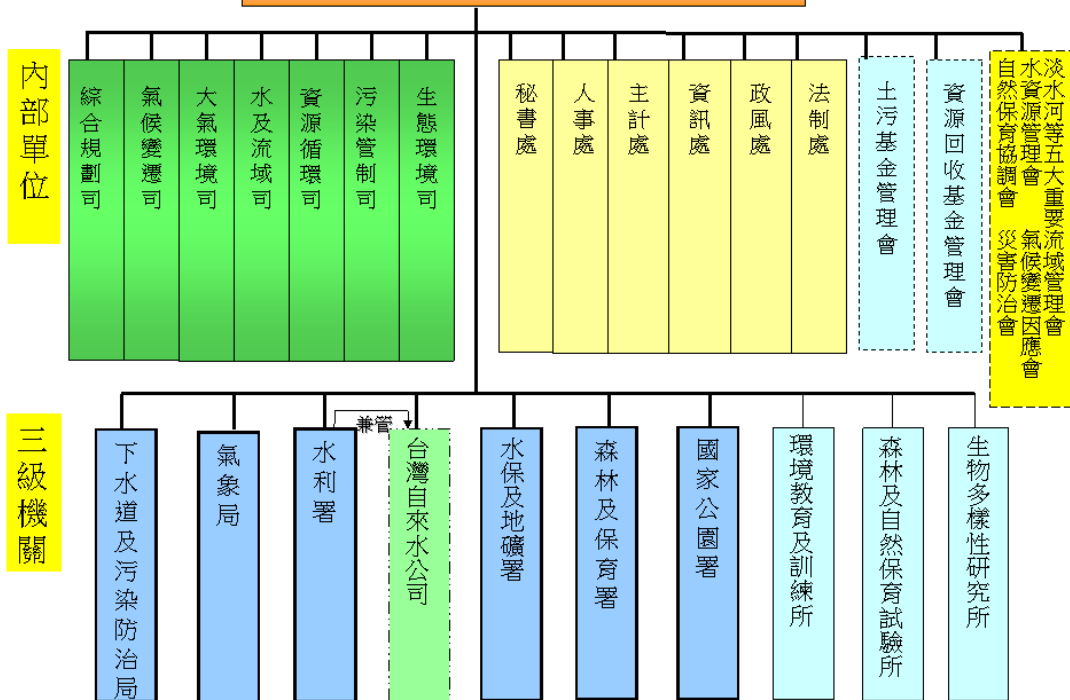 內部單位
綜合規劃司
氣候變遷司
大氣環境司
水及流域司
資源循環司
污染管制司
生態環境司
秘書處
人事處
主計處
資訊處
政風處
法制處
土污基金管理會
資源回收基金管理會
淡水河等五大重要流域管理會
水資源管理會 氣候變遷因應會
自然保育協調會 災害防治會
三級機關
下水道及污染防治局
氣象局
水利署
兼管
台灣自來水公司
水保及地礦署
森林及保育署
國家公園署
環境教育及訓練所
森林及自然保育試驗所
生物多樣性研究所